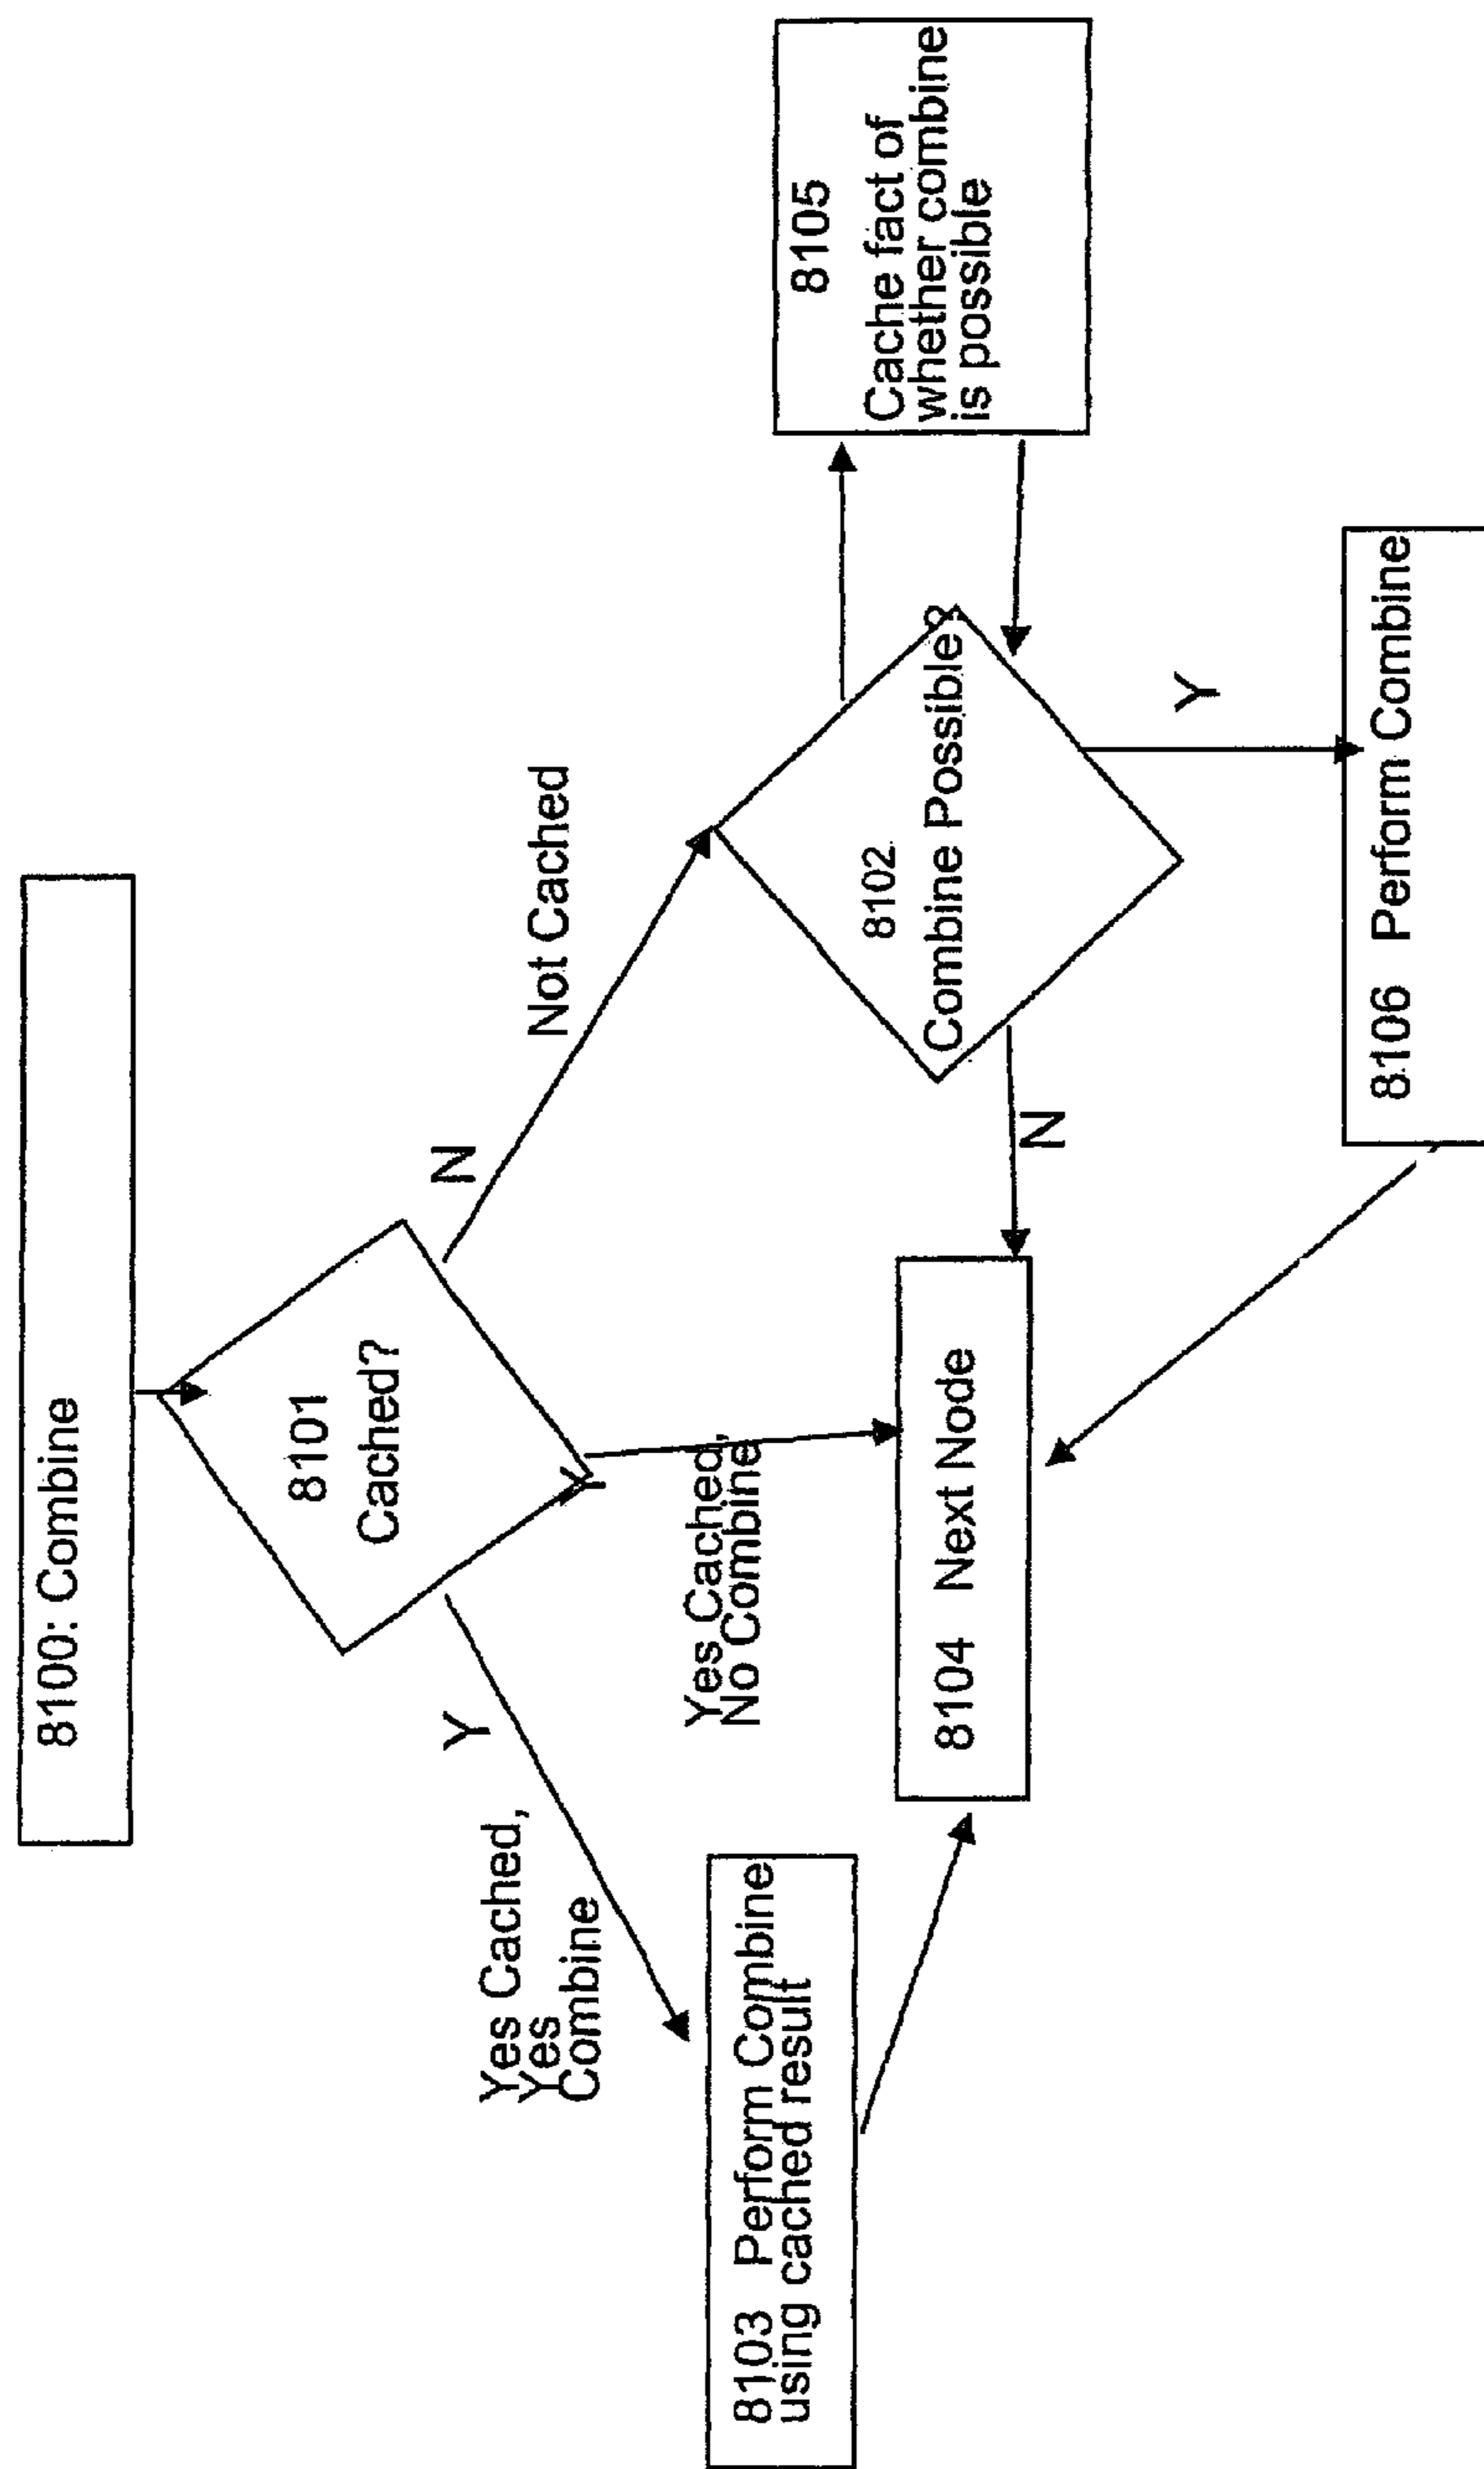 8100: Combine
8101
Cached?
Y
Yes Cached,
Yes
Combine
Y
Yes Cached,
No Combine
N
Not Cached
8103 Perform Combine
using cached result
8104 Next Node
N
8102
Combine Possible?
Y
8105
Cache fact of
whether combine
is possible
8106 Perform Combine